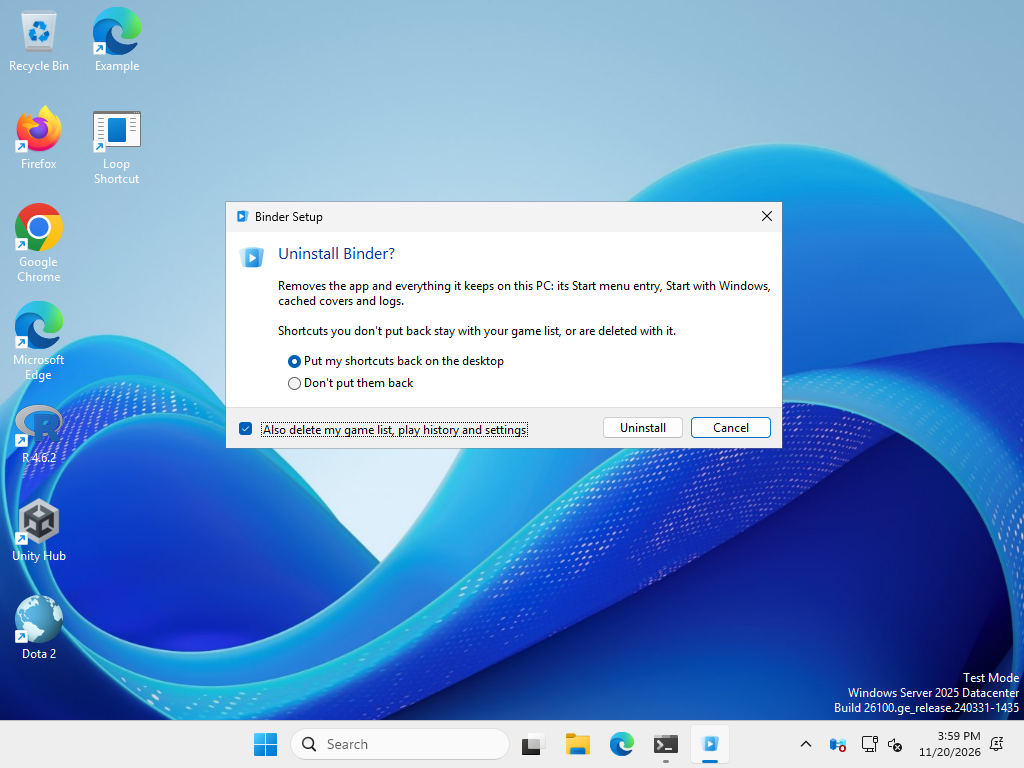 Recycle Bin
Example
Firefox
Loop
Shortcut
Google
Chrome
Microsoft
Edge
R 4.6.2
Unity Hub
Dota 2
Binder Setup
Uninstall Binder?
Removes the app and everything it keeps on this PC: its Start menu entry, Start with Windows,
cached covers and logs.
Shortcuts you don't put back stay with your game list, or are deleted with it.
Put my shortcuts back on the desktop
Don't put them back
Also delete my game list, play history and settings
Uninstall
Cancel
Test Mode
Windows Server 2025 Datacenter
Build 26100.ge_release.240331-1435
Search
3:59 PM
11/20/2026